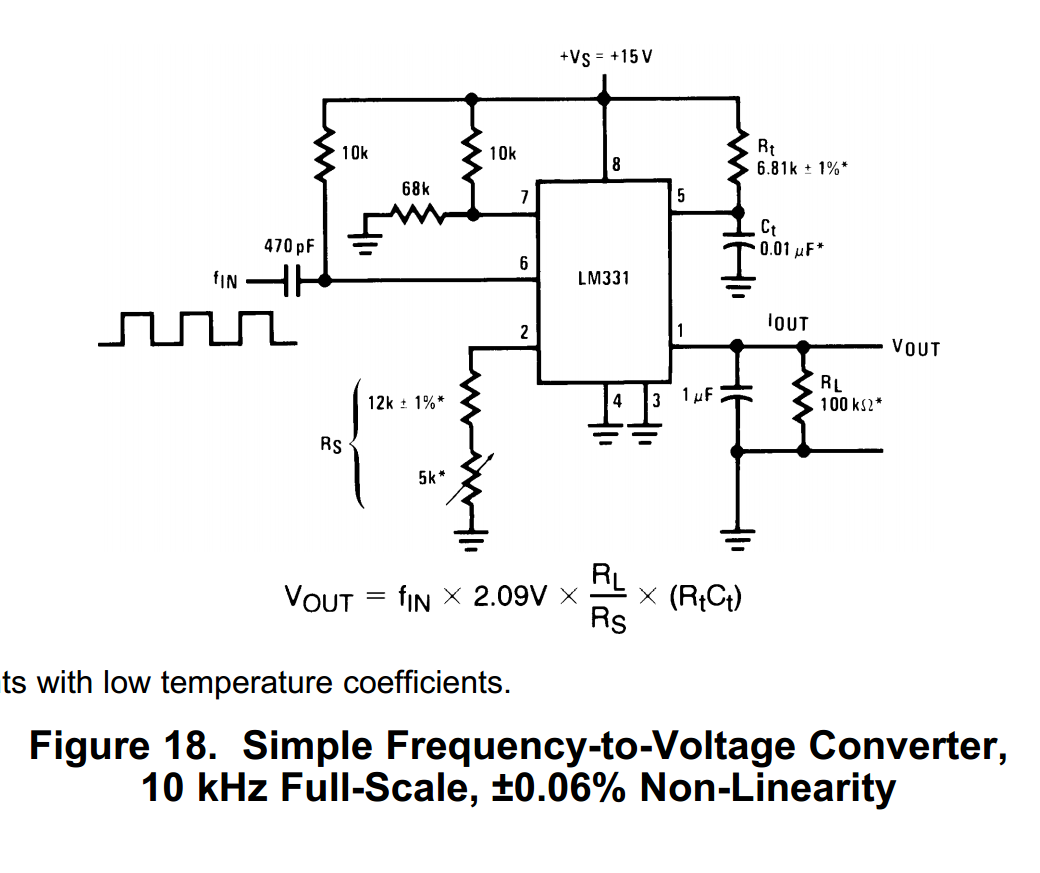 +VS = +15 V
10k
10k
Rt
6.81k ± 1%*
8
68k
7
5
Ct
0.01 µF*
470 pF
6
fIN
LM331
2
1
IOUT
VOUT
12k ± 1%*
4
3
1 µF
RL
100 kΩ*
RS
5k*
VOUT = fIN × 2.09V × RL/RS × (RtCt)
ts with low temperature coefficients.
Figure 18. Simple Frequency-to-Voltage Converter,
10 kHz Full-Scale, ±0.06% Non-Linearity